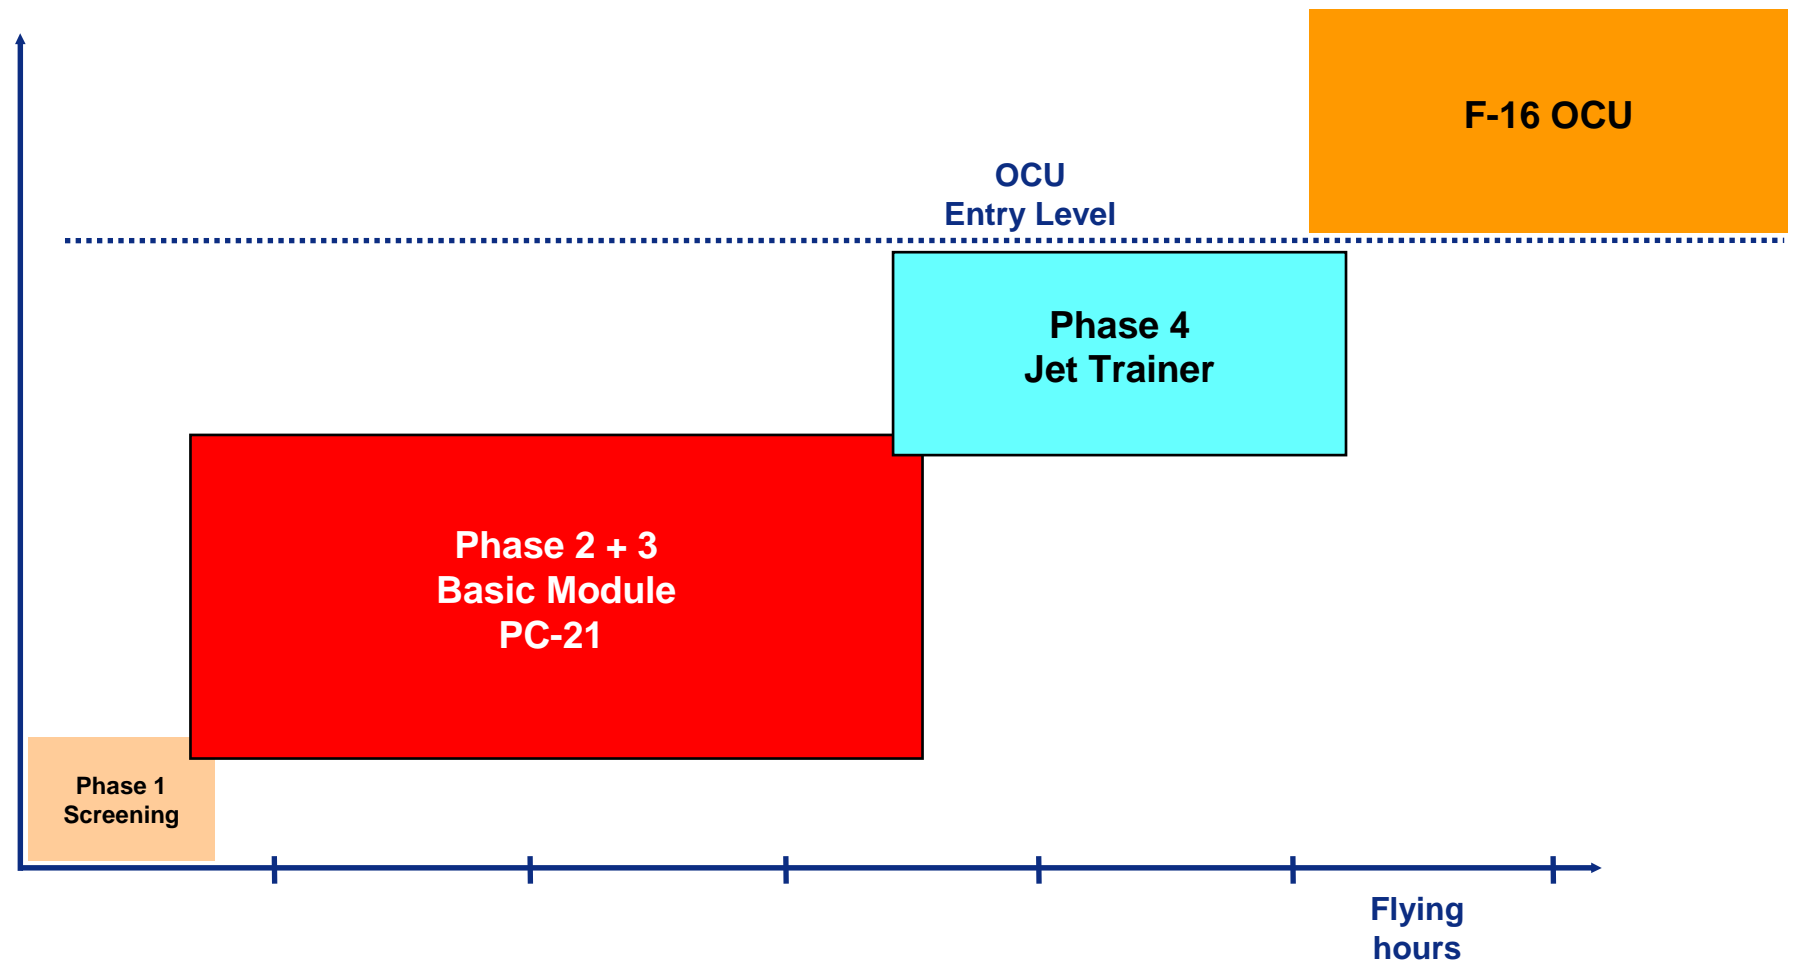 F-16 OCU
OCU
Entry Level
Phase 4
Jet Trainer
Phase 2 + 3
Basic Module
PC-21
Phase 1
Screening
Flying
hours